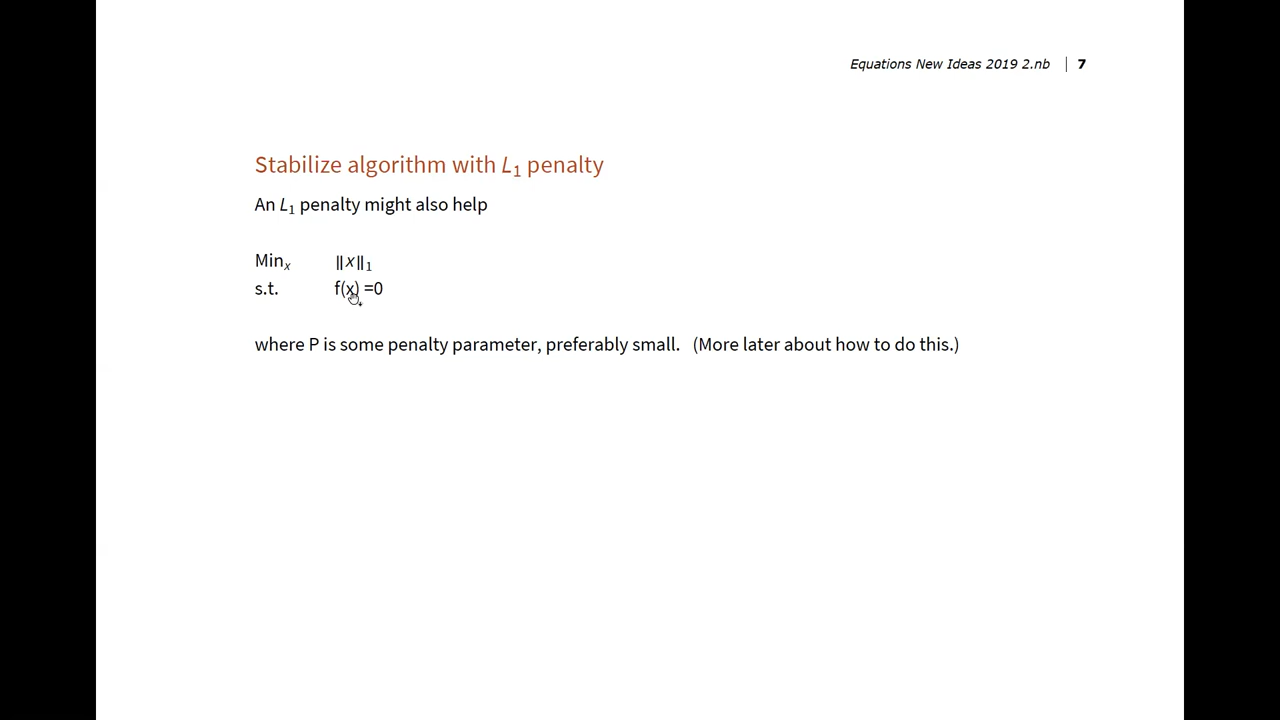 Equations New Ideas 2019 2.nb | 7
Stabilize algorithm with L₁ penalty
An L₁ penalty might also help
Minₓ ‖x‖₁
s.t. f(x) =0
where P is some penalty parameter, preferably small. (More later about how to do this.)